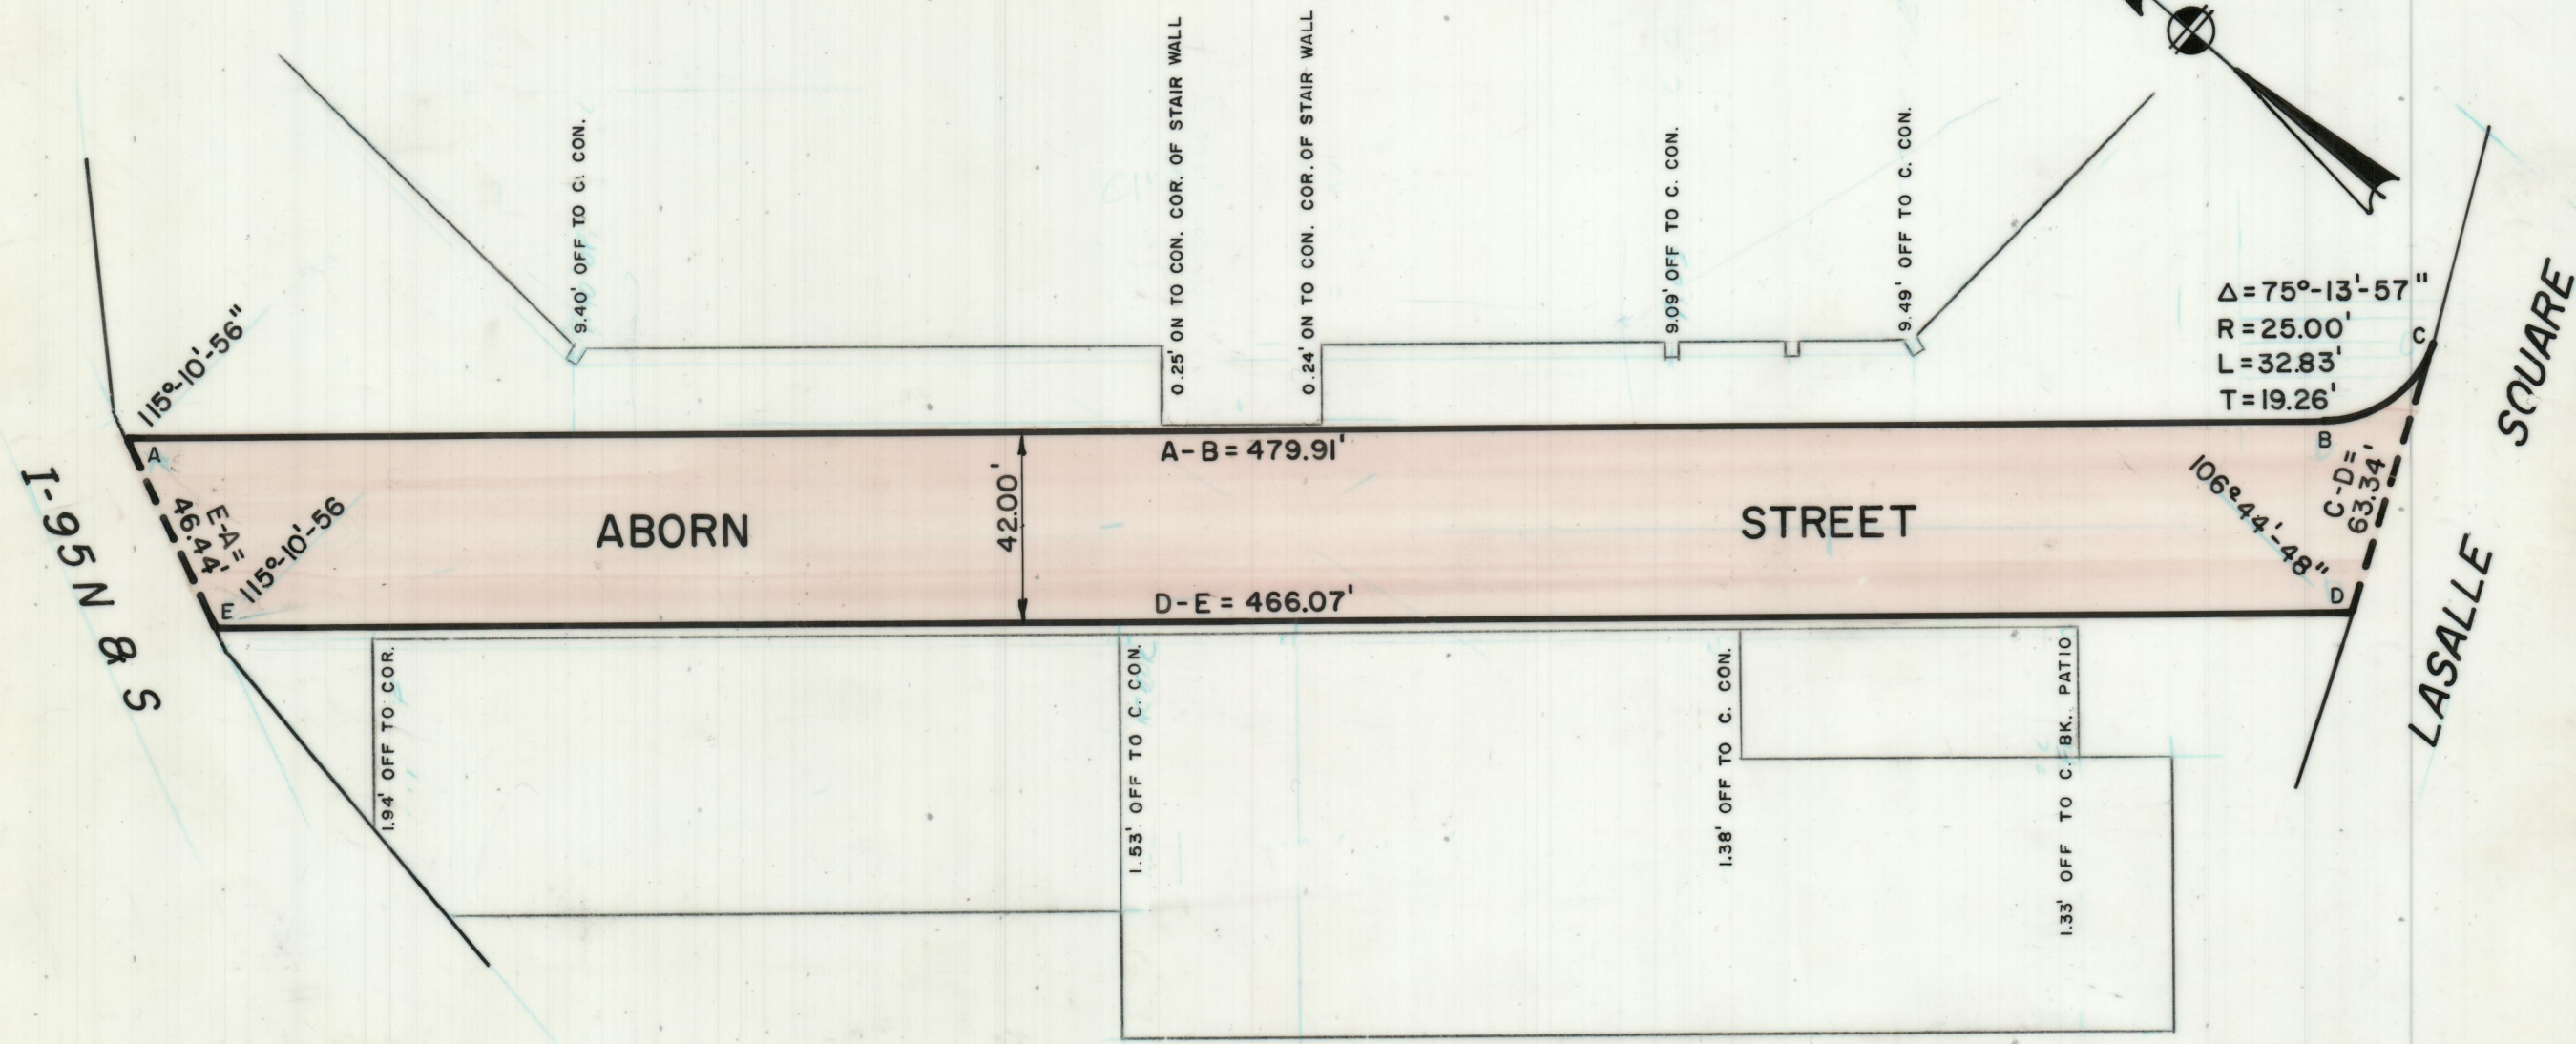 9.40' OFF TO C. CON.
0.25' ON TO CON. COR. OF STAIR WALL
0.24' ON TO CON. COR. OF STAIR WALL
9.09' OFF TO C. CON.
9.49' OFF TO C. CON.
Δ=75°-13'-57"
R=25.00'
L=32.83'
T=19.26'
C
SQUARE
LASALLE
115°-10'-56"
A
B
A-B = 479.91'
I-95 N & S
E-A=
46.44'
115°-10'-56
E
ABORN
42.00'
STREET
106°-44'-48"
C-D=
63.34'
D
D-E = 466.07'
1.94' OFF TO COR.
1.53' OFF TO C. CON.
1.38' OFF TO C. CON.
1.33' OFF TO C. BK. PATIO